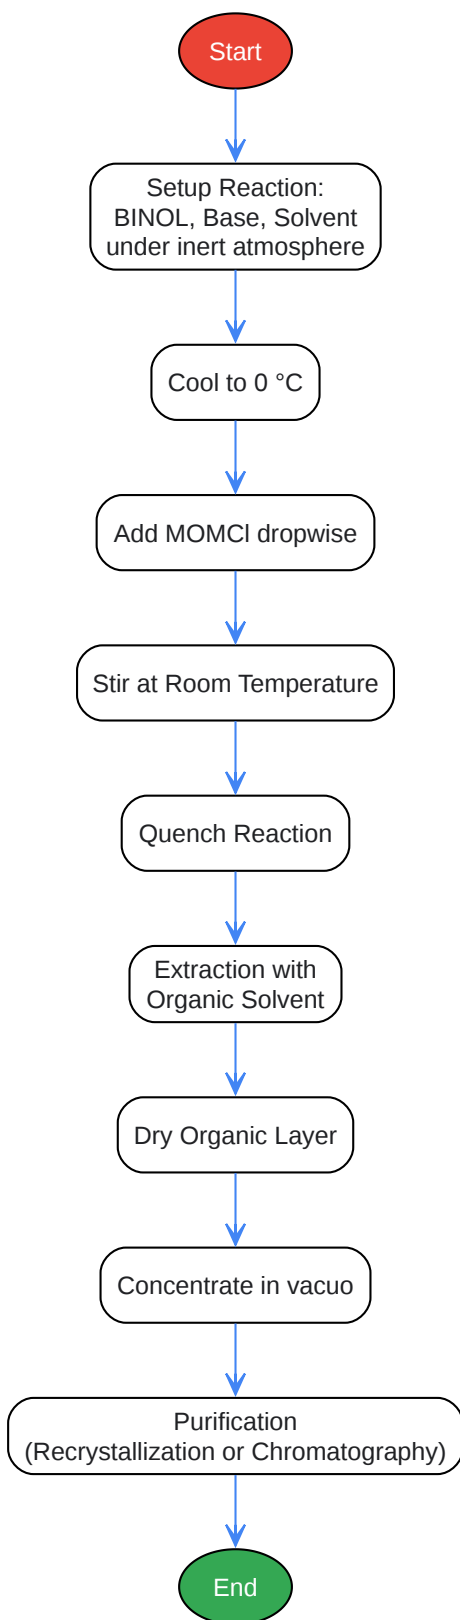 Start
Setup Reaction:
BINOL, Base, Solvent
under inert atmosphere
Cool to 0 °C
Add MOMCl dropwise
Stir at Room Temperature
Quench Reaction
Extraction with
Organic Solvent
Dry Organic Layer
Concentrate in vacuo
Purification
(Recrystallization or Chromatography)
End